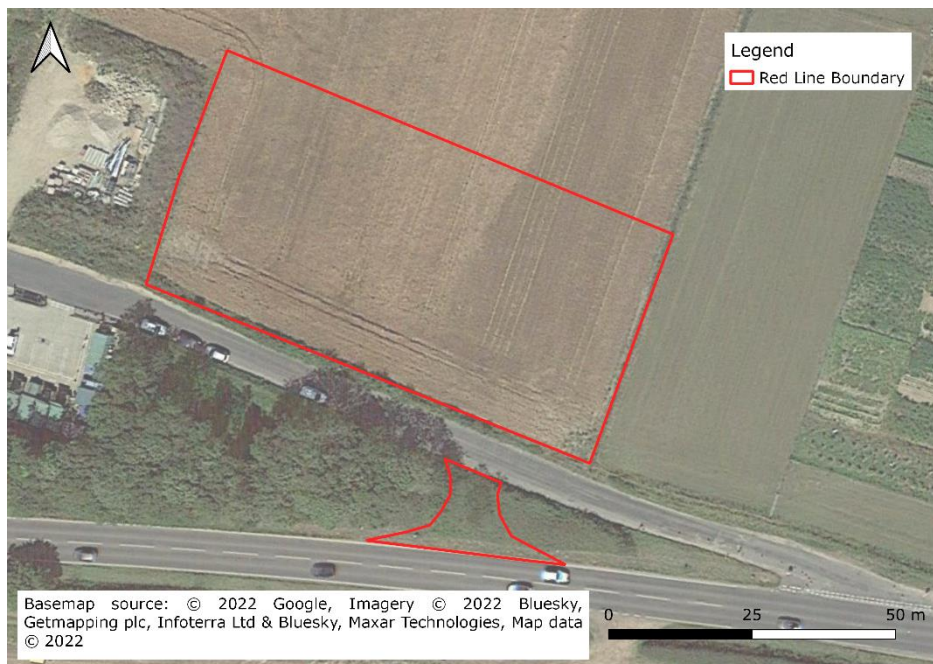 Legend
Red Line Boundary
Basemap source: © 2022 Google, Imagery © 2022 Bluesky,
Getmapping plc, Infoterra Ltd & Bluesky, Maxar Technologies, Map data
© 2022
0 25 50 m